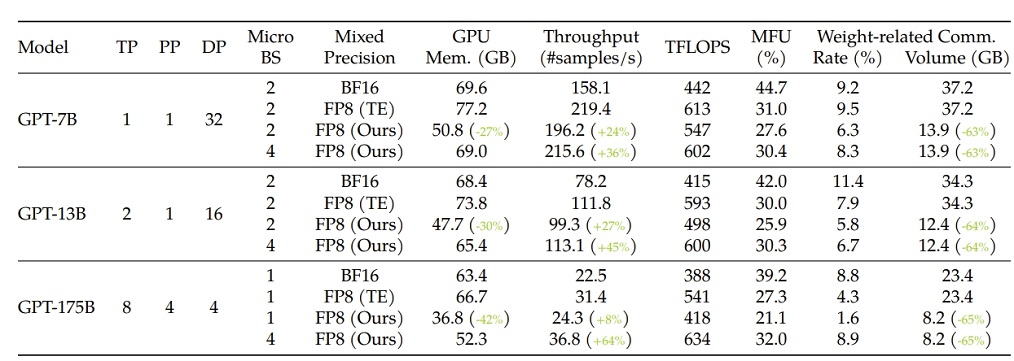 Model TP PP DP Micro BS Mixed Precision GPU Mem. (GB) Throughput (#samples/s) TFLOPS MFU (%) Weight-related Comm. Rate (%) Volume (GB)
GPT-7B 1 1 32
2 BF16 69.6 158.1 442 44.7 9.2 37.2
2 FP8 (TE) 77.2 219.4 613 31.0 9.5 37.2
2 FP8 (Ours) 50.8 (-27%) 196.2 (+24%) 547 27.6 6.3 13.9 (-63%)
4 FP8 (Ours) 69.0 215.6 (+36%) 602 30.4 8.3 13.9 (-63%)
GPT-13B 2 1 16
2 BF16 68.4 78.2 415 42.0 11.4 34.3
2 FP8 (TE) 73.8 111.8 593 30.0 7.9 34.3
2 FP8 (Ours) 47.7 (-30%) 99.3 (+27%) 498 25.9 5.8 12.4 (-64%)
4 FP8 (Ours) 65.4 113.1 (+45%) 600 30.3 6.7 12.4 (-64%)
GPT-175B 8 4 4
1 BF16 63.4 22.5 388 39.2 8.8 23.4
1 FP8 (TE) 66.7 31.4 541 27.3 4.3 23.4
1 FP8 (Ours) 36.8 (-42%) 24.3 (+8%) 418 21.1 1.6 8.2 (-65%)
4 FP8 (Ours) 52.3 36.8 (+64%) 634 32.0 8.9 8.2 (-65%)